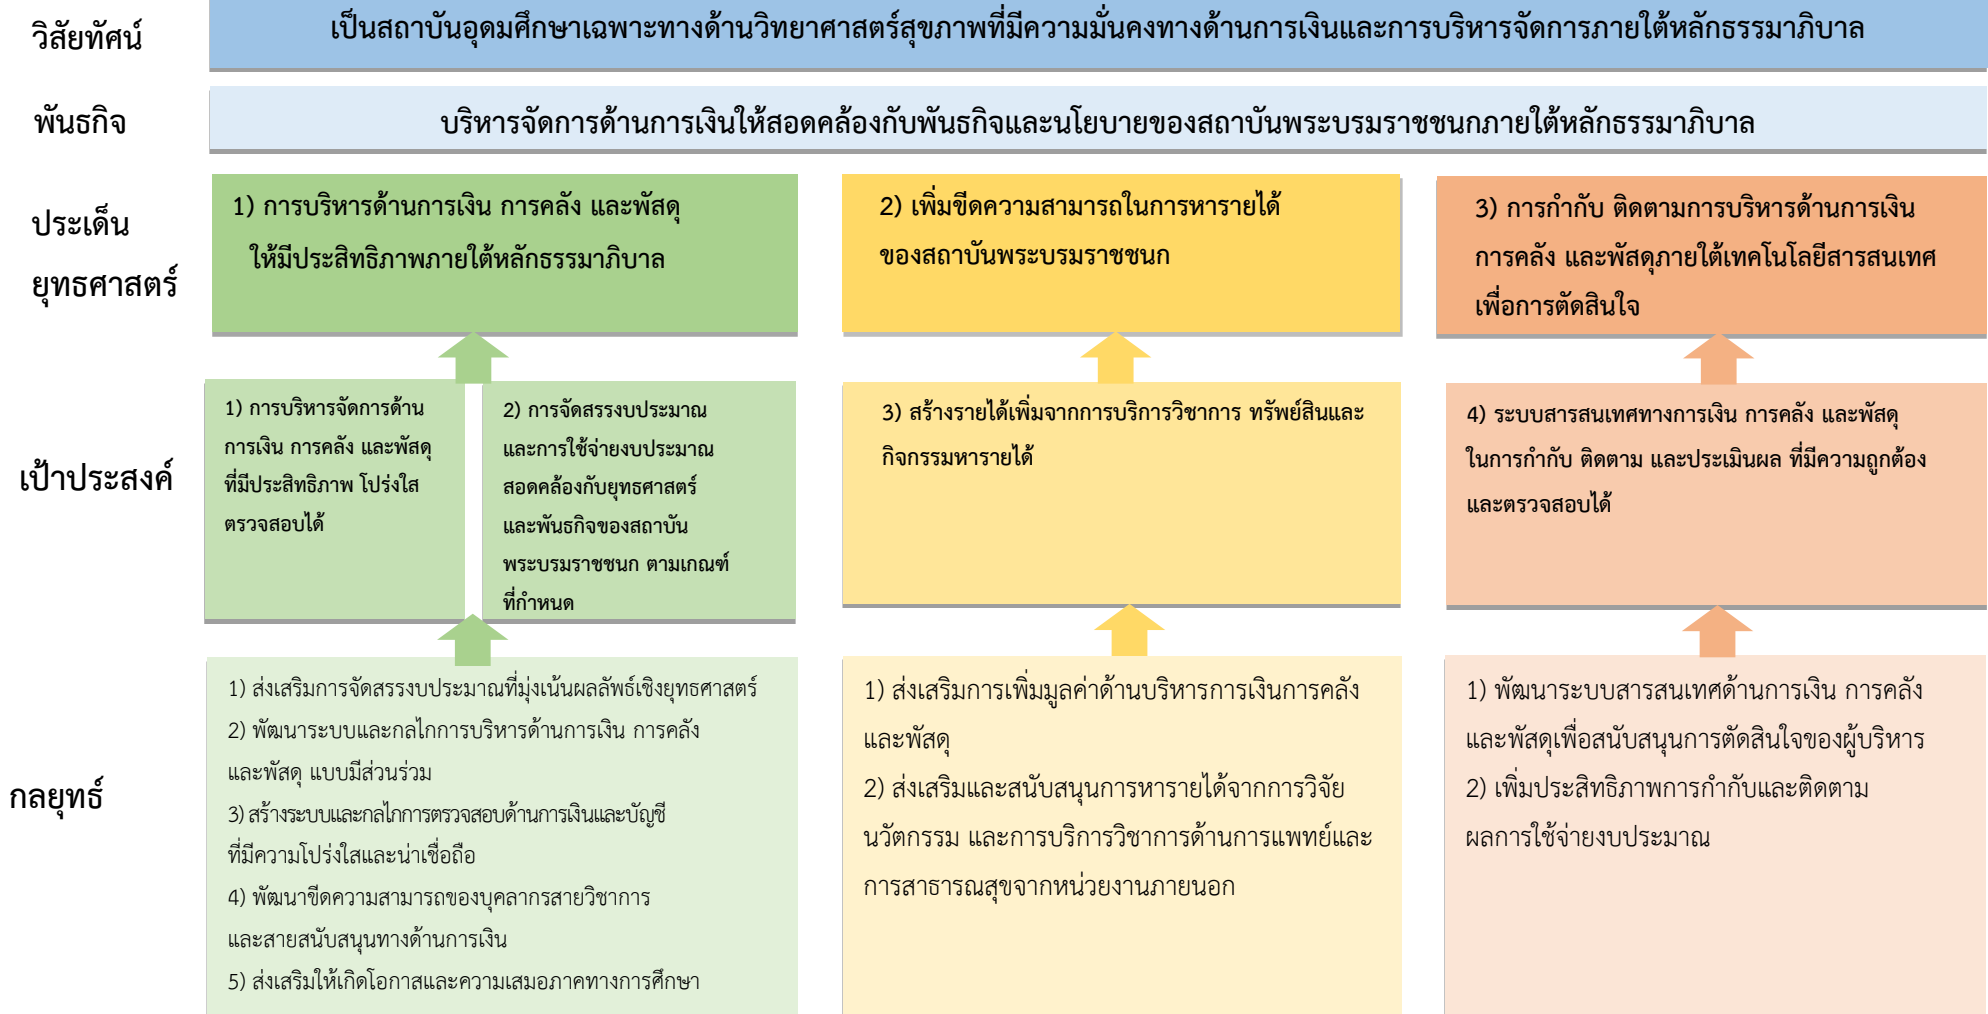 วิสัยทัศน์
เป็นสถาบันอุดมศึกษาเฉพาะทางด้านวิทยาศาสตร์สุขภาพที่มีความมั่นคงทางด้านการเงินและการบริหารจัดการภายใต้หลักธรรมาภิบาล
พันธกิจ
บริหารจัดการด้านการเงินให้สอดคล้องกับพันธกิจและนโยบายของสถาบันพระบรมราชชนกภายใต้หลักธรรมาภิบาล
ประเด็น
ยุทธศาสตร์
1) การบริหารด้านการเงิน การคลัง และพัสดุ
ให้มีประสิทธิภาพภายใต้หลักธรรมาภิบาล
2) เพิ่มขีดความสามารถในการหารายได้
ของสถาบันพระบรมราชชนก
3) การกำกับ ติดตามการบริหารด้านการเงิน
การคลัง และพัสดุภายใต้เทคโนโลยีสารสนเทศ
เพื่อการตัดสินใจ
เป้าประสงค์
1) การบริหารจัดการด้าน
การเงิน การคลัง และพัสดุ
ที่มีประสิทธิภาพ โปร่งใส
ตรวจสอบได้
2) การจัดสรรงบประมาณ
และการใช้จ่ายงบประมาณ
สอดคล้องกับยุทธศาสตร์
และพันธกิจของสถาบัน
พระบรมราชชนก ตามเกณฑ์
ที่กำหนด
3) สร้างรายได้เพิ่มจากการบริการวิชาการ ทรัพย์สินและ
กิจกรรมหารายได้
4) ระบบสารสนเทศทางการเงิน การคลัง และพัสดุ
ในการกำกับ ติดตาม และประเมินผล ที่มีความถูกต้อง
และตรวจสอบได้
กลยุทธ์
1) ส่งเสริมการจัดสรรงบประมาณที่มุ่งเน้นผลลัพธ์เชิงยุทธศาสตร์
2) พัฒนาระบบและกลไกการบริหารด้านการเงิน การคลัง
และพัสดุ แบบมีส่วนร่วม
3) สร้างระบบและกลไกการตรวจสอบด้านการเงินและบัญชี
ที่มีความโปร่งใสและน่าเชื่อถือ
4) พัฒนาขีดความสามารถของบุคลากรสายวิชาการ
และสายสนับสนุนทางด้านการเงิน
5) ส่งเสริมให้เกิดโอกาสและความเสมอภาคทางการศึกษา
1) ส่งเสริมการเพิ่มมูลค่าด้านบริหารการเงินการคลัง
และพัสดุ
2) ส่งเสริมและสนับสนุนการหารายได้จากการวิจัย
นวัตกรรม และการบริการวิชาการด้านการแพทย์และ
การสาธารณสุขจากหน่วยงานภายนอก
1) พัฒนาระบบสารสนเทศด้านการเงิน การคลัง
และพัสดุเพื่อสนับสนุนการตัดสินใจของผู้บริหาร
2) เพิ่มประสิทธิภาพการกำกับและติดตาม
ผลการใช้จ่ายงบประมาณ